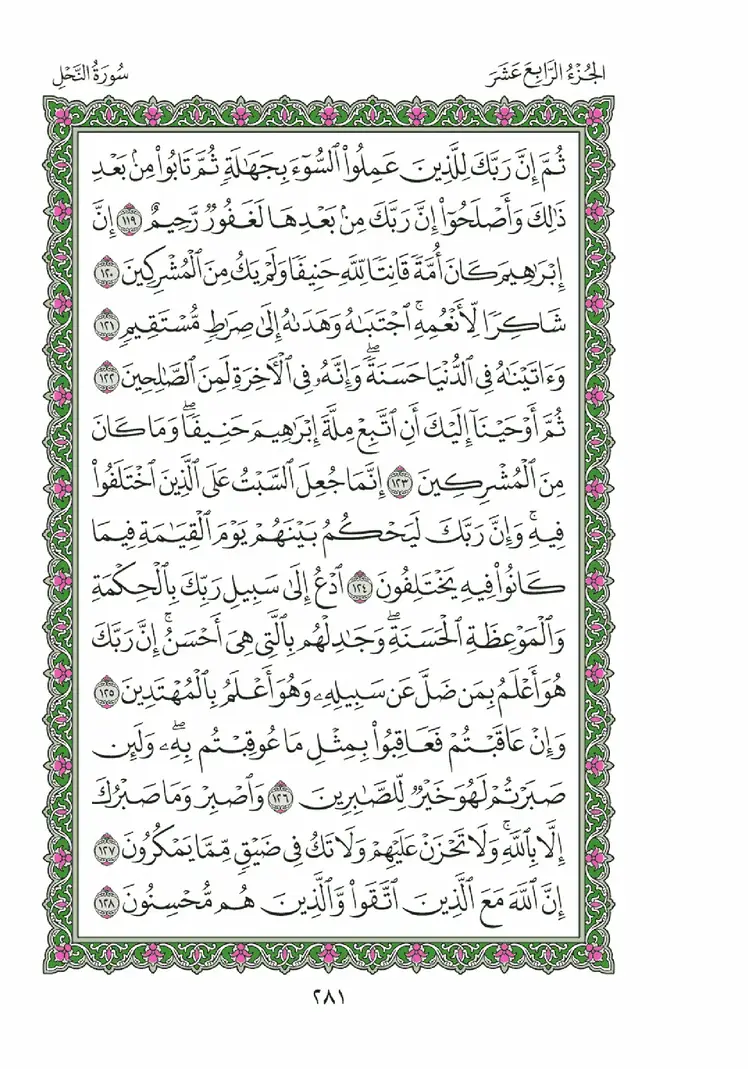 الجُزْءُ الرَّابِعَ عَشَرَ
سُورَةُ النَّحْلِ
ثُمَّ إِنَّ رَبَّكَ لِلَّذِينَ عَمِلُوا۟ ٱلسُّوٓءَ بِجَهَٰلَةٍۢ ثُمَّ تَابُوا۟ مِنۢ بَعْدِ
ذَٰلِكَ وَأَصْلَحُوٓا۟ إِنَّ رَبَّكَ مِنۢ بَعْدِهَا لَغَفُورٌۭ رَّحِيمٌ ١١٩ إِنَّ
إِبْرَٰهِيمَ كَانَ أُمَّةًۭ قَانِتًۭا لِّلَّهِ حَنِيفًۭا وَلَمْ يَكُ مِنَ ٱلْمُشْرِكِينَ ١٢٠
شَاكِرًۭا لِّأَنْعُمِهِۚ ٱجْتَبَىٰهُ وَهَدَىٰهُ إِلَىٰ صِرَٰطٍۢ مُّسْتَقِيمٍۢ ١٢١
وَءَاتَيْنَٰهُ فِى ٱلدُّنْيَا حَسَنَةًۭۖ وَإِنَّهُۥ فِى ٱلْءَاخِرَةِ لَمِنَ ٱلصَّٰلِحِينَ ١٢٢
ثُمَّ أَوْحَيْنَآ إِلَيْكَ أَنِ ٱتَّبِعْ مِلَّةَ إِبْرَٰهِيمَ حَنِيفًۭاۖ وَمَا كَانَ
مِنَ ٱلْمُشْرِكِينَ ١٢٣ إِنَّمَا جُعِلَ ٱلسَّبْتُ عَلَى ٱلَّذِينَ ٱخْتَلَفُوا۟
فِيهِۚ وَإِنَّ رَبَّكَ لَيَحْكُمُ بَيْنَهُمْ يَوْمَ ٱلْقِيَٰمَةِ فِيمَا
كَانُوا۟ فِيهِ يَخْتَلِفُونَ ١٢٤ ٱدْعُ إِلَىٰ سَبِيلِ رَبِّكَ بِٱلْحِكْمَةِ
وَٱلْمَوْعِظَةِ ٱلْحَسَنَةِۖ وَجَٰدِلْهُم بِٱلَّتِى هِىَ أَحْسَنُۚ إِنَّ رَبَّكَ
هُوَ أَعْلَمُ بِمَن ضَلَّ عَن سَبِيلِهِۦ وَهُوَ أَعْلَمُ بِٱلْمُهْتَدِينَ ١٢٥
وَإِنْ عَاقَبْتُمْ فَعَاقِبُوا۟ بِمِثْلِ مَا عُوقِبْتُم بِهِۦۖ وَلَئِن
صَبَرْتُمْ لَهُوَ خَيْرٌۭ لِّلصَّٰبِرِينَ ١٢٦ وَٱصْبِرْ وَمَا صَبْرُكَ
إِلَّا بِٱللَّهِۚ وَلَا تَحْزَنْ عَلَيْهِمْ وَلَا تَكُ فِى ضَيْقٍۢ مِّمَّا يَمْكُرُونَ ١٢٧
إِنَّ ٱللَّهَ مَعَ ٱلَّذِينَ ٱتَّقَوا۟ وَّٱلَّذِينَ هُم مُّحْسِنُونَ ١٢٨
٢٨١